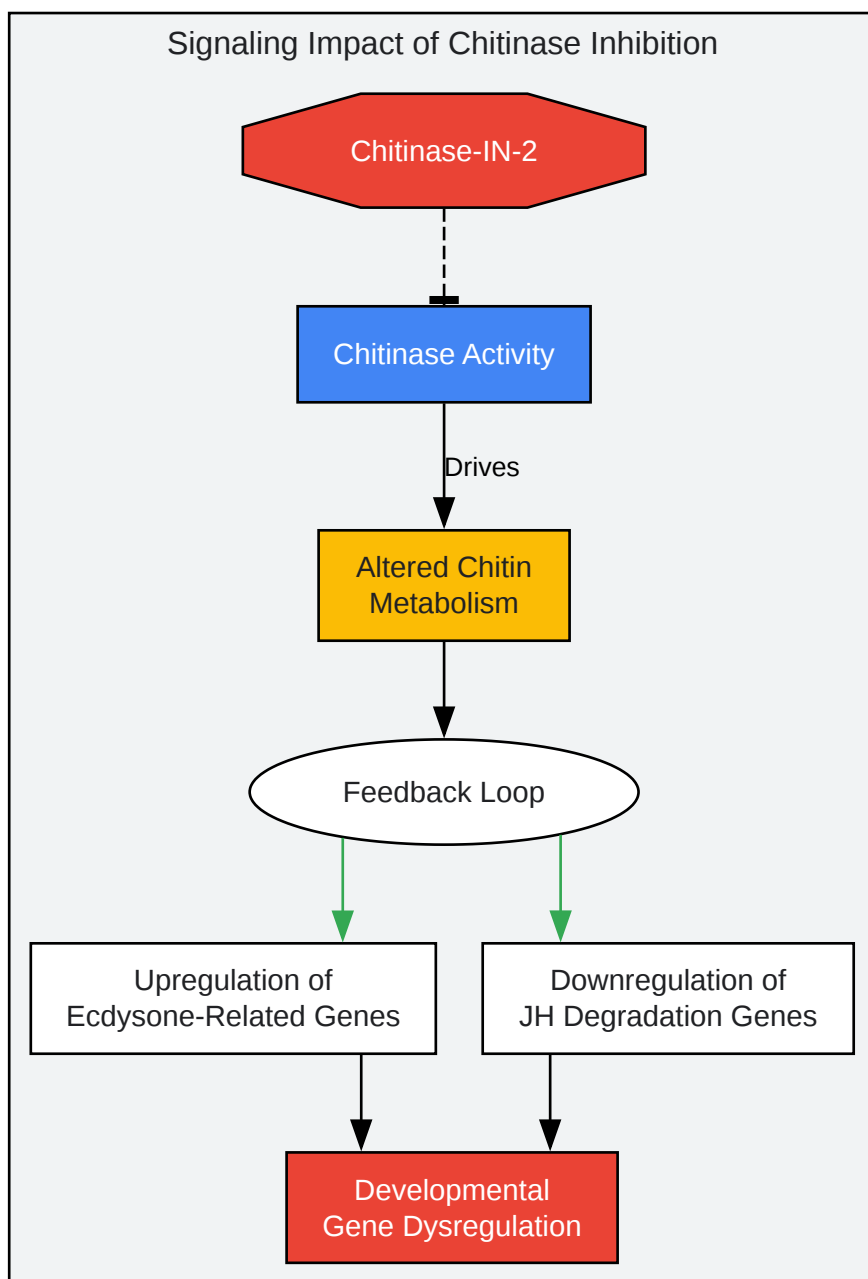 Signaling Impact of Chitinase Inhibition
Chitinase-IN-2
Chitinase Activity
Drives
Altered Chitin
Metabolism
Feedback Loop
Upregulation of
Ecdysone-Related Genes
Downregulation of
JH Degradation Genes
Developmental
Gene Dysregulation